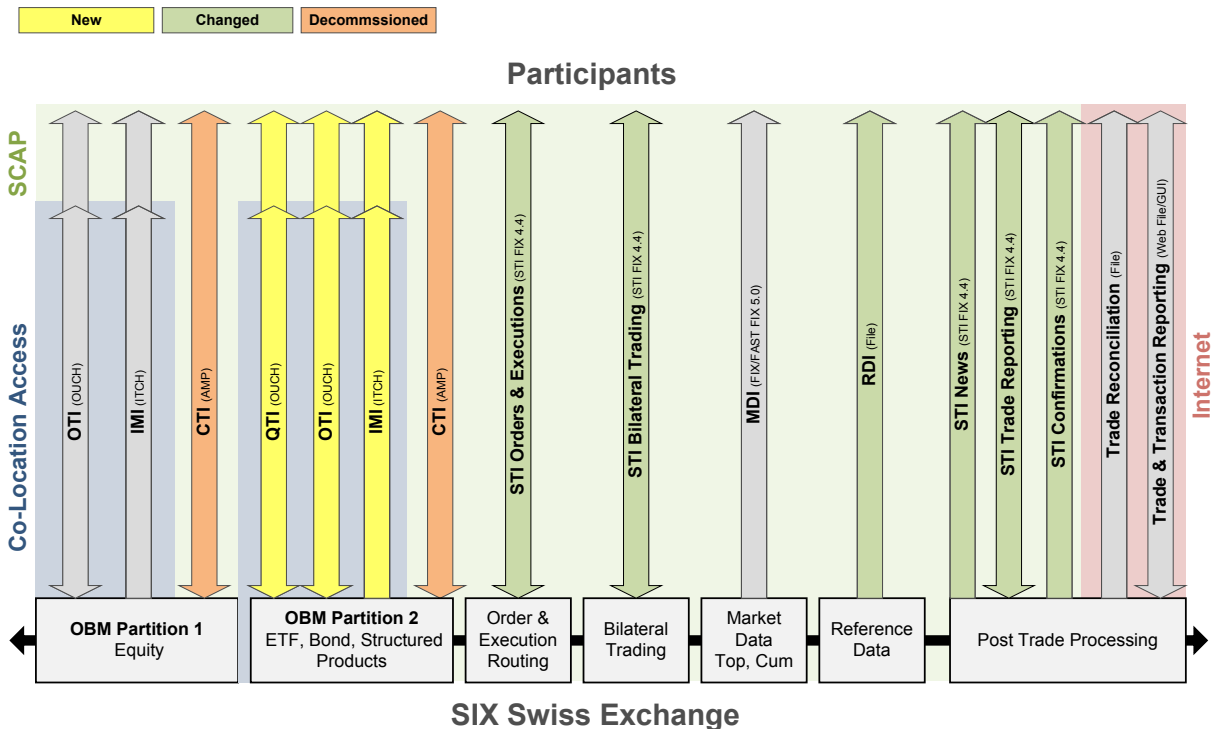 New
Changed
Decommssioned
Participants
SCAP
Co-Location Access
Internet
OTI (OUCH)
IMI (ITCH)
CTI (AMP)
QTI (OUCH)
OTI (OUCH)
IMI (ITCH)
CTI (AMP)
STI Orders & Executions (STI FIX 4.4)
STI Bilateral Trading (STI FIX 4.4)
MDI (FIX/FAST FIX 5.0)
RDI (File)
STI News (STI FIX 4.4)
STI Trade Reporting (STI FIX 4.4)
STI Confirmations (STI FIX 4.4)
Trade Reconciliation (File)
Trade & Transaction Reporting (Web File/GUI)
OBM Partition 1
Equity
OBM Partition 2
ETF, Bond, Structured
Products
Order &
Execution
Routing
Bilateral
Trading
Market
Data
Top, Cum
Reference
Data
Post Trade Processing
SIX Swiss Exchange